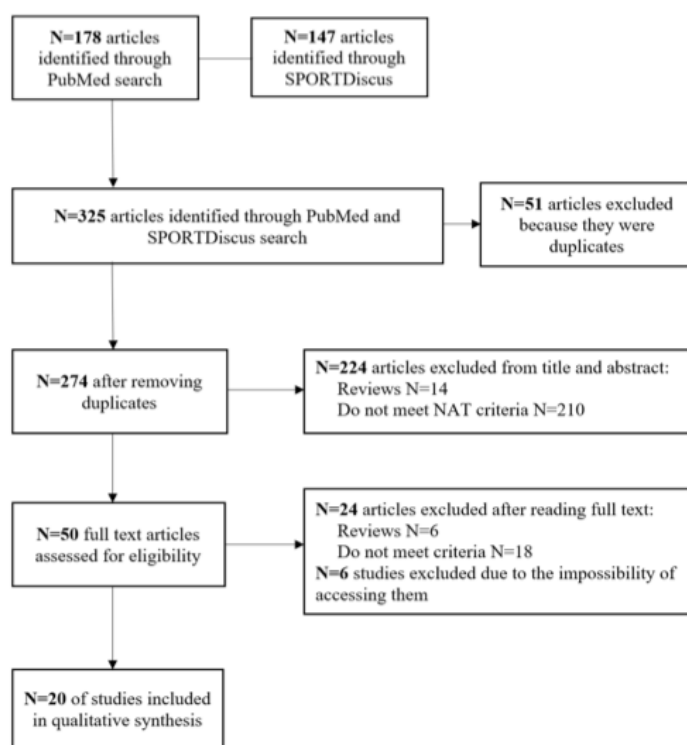 N=178 articles
identified through
PubMed search
N=147 articles
identified through
SPORTDiscus
N=325 articles identified through PubMed and
SPORTDiscus search
N=51 articles excluded
because they were
duplicates
N=274 after removing
duplicates
N=224 articles excluded from title and abstract:
Reviews N=14
Do not meet NAT criteria N=210
N=50 full text articles
assessed for eligibility
N=24 articles excluded after reading full text:
Reviews N=6
Do not meet criteria N=18
N=6 studies excluded due to the impossibility of
accessing them
N=20 of studies included
in qualitative synthesis